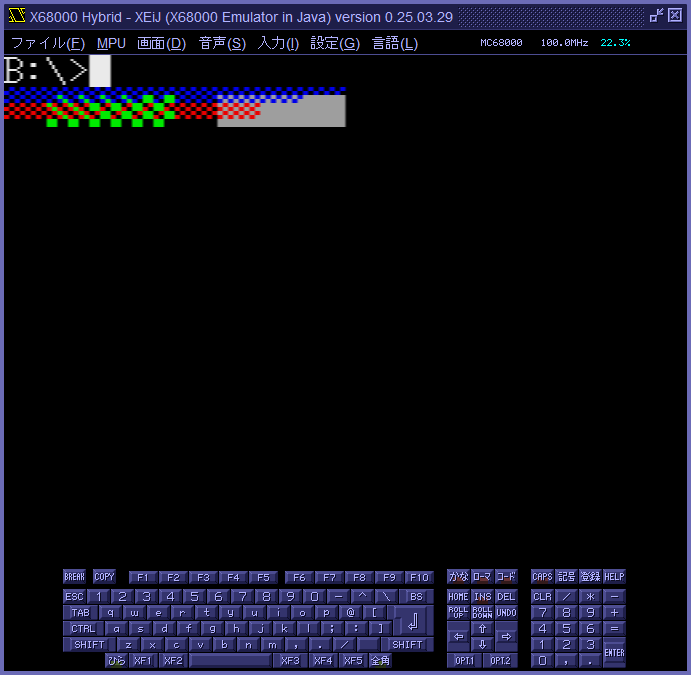 X68000 Hybrid - XEiJ (X68000 Emulator in Java) version 0.25.03.29
ファイル(F) MPU 画面(D) 音声(S) 入力(I) 設定(G) 言語(L) MC68000 100.0MHz 22.3%
B:\>
BREAK COPY F1 F2 F3 F4 F5 F6 F7 F8 F9 F10 かな ローマ コード CAPS 記号 登録 HELP
ESC 1 2 3 4 5 6 7 8 9 0 - ^ \ BS HOME INS DEL CLR / * -
TAB q w e r t y u i o p @ [ ROLL UP ROLL DOWN UNDO 7 8 9 +
CTRL a s d f g h j k l ; : ] ⏎ ⇦ ⇧ ⇨ 4 5 6 =
SHIFT z x c v b n m , . / SHIFT ⇩ 1 2 3 ENTER
ひら XF1 XF2 XF3 XF4 XF5 全角 OPT.1 OPT.2 0 , .